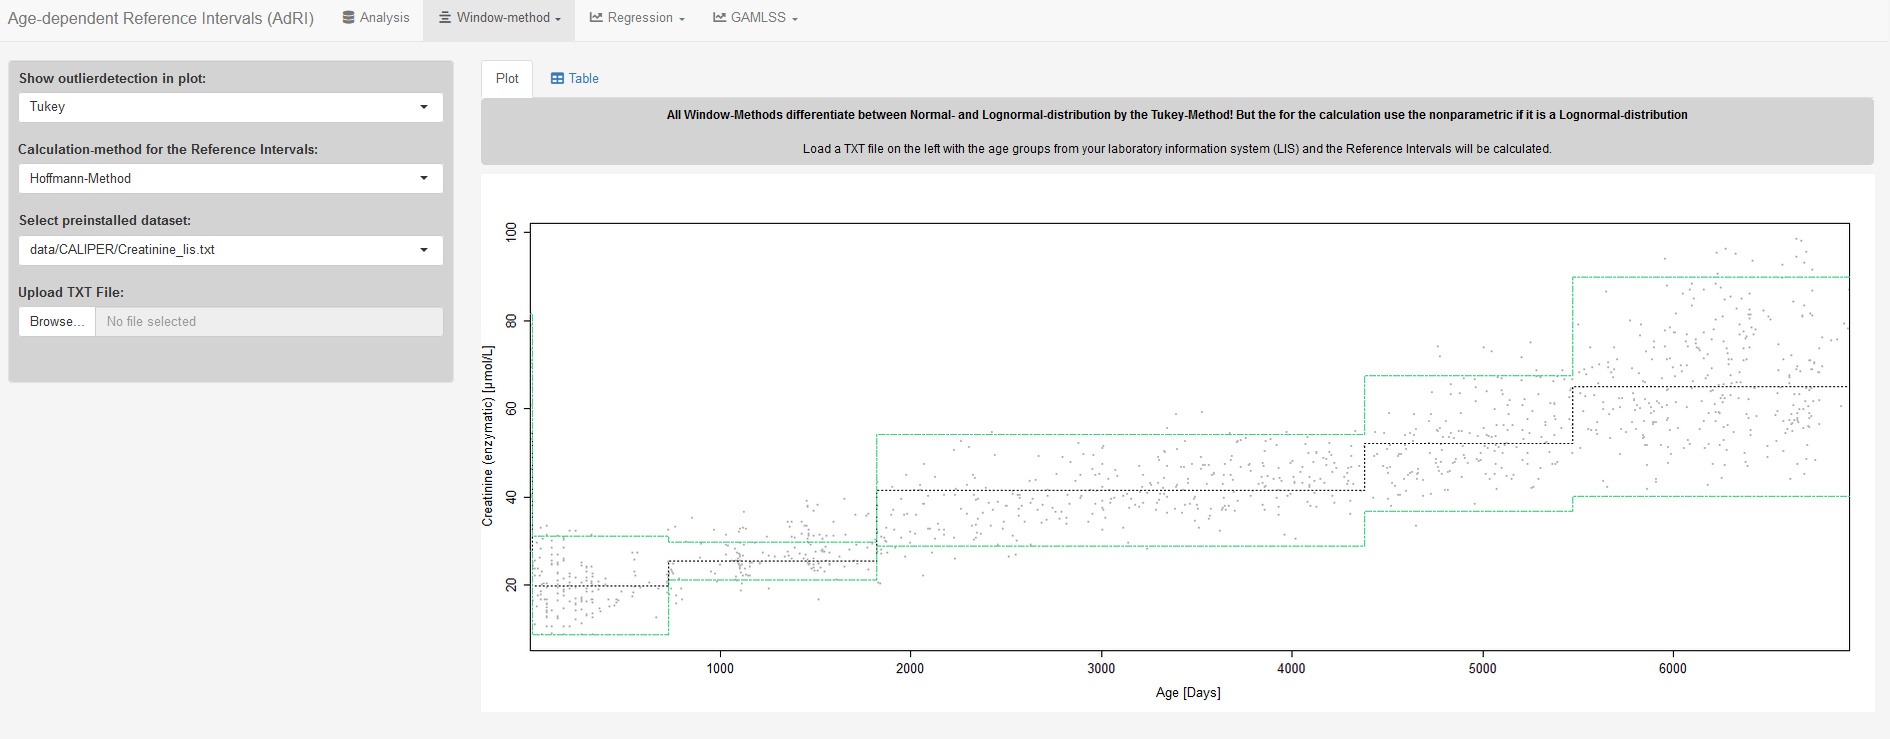 Age-dependent Reference Intervals (AdRI) Analysis Window-method Regression GAMLSS
Show outlierdetection in plot:
Tukey
Calculation-method for the Reference Intervals:
Hoffmann-Method
Select preinstalled dataset:
data/CALIPER/Creatinine_lis.txt
Upload TXT File:
Browse... No file selected
Plot Table
All Window-Methods differentiate between Normal- and Lognormal-distribution by the Tukey-Method! But the for the calculation use the nonparametric if it is a Lognormal-distribution
Load a TXT file on the left with the age groups from your laboratory information system (LIS) and the Reference Intervals will be calculated.
Creatinine (enzymatic) [µmol/L]
100
80
60
40
20
1000 2000 3000 4000 5000 6000
Age [Days]